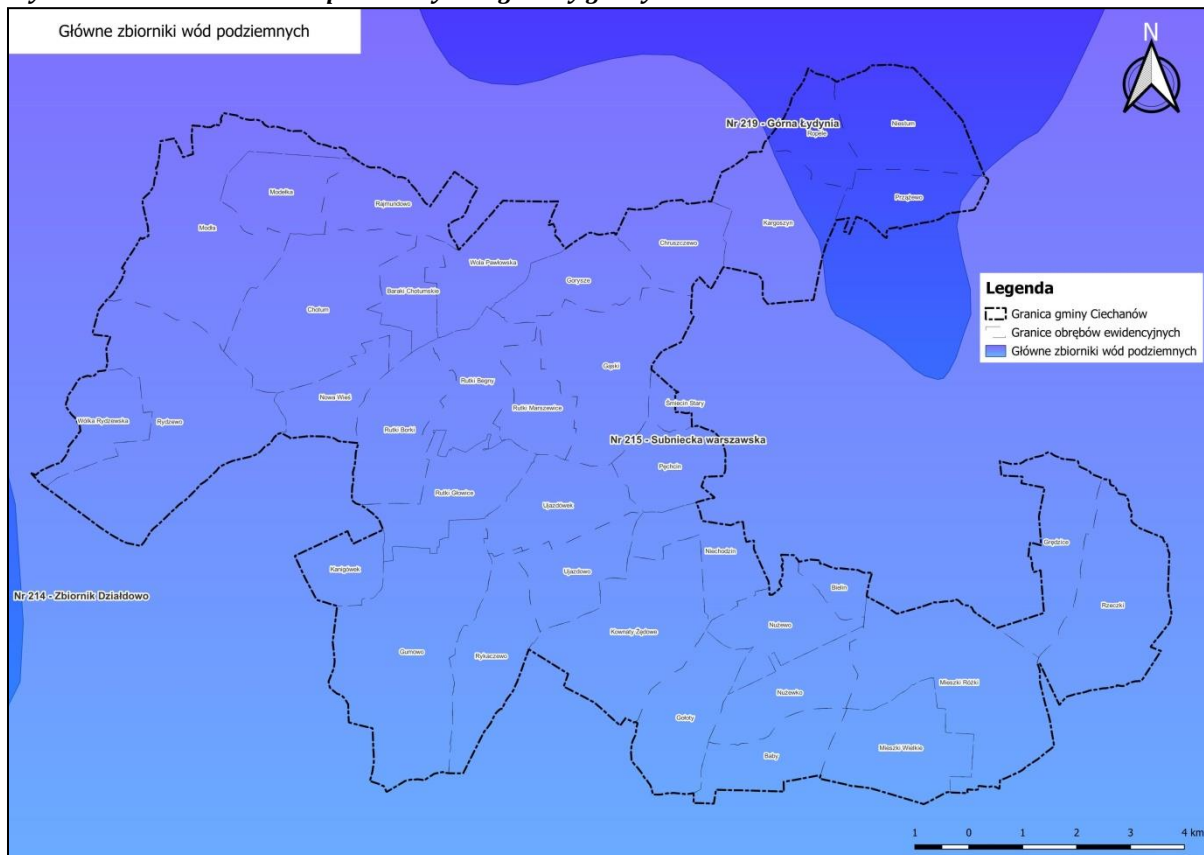 Główne zbiorniki wód podziemnych
N
Nr 219 - Górna Łydynia
Niestum
Ropele
Przążewo
Kargoszyn
Modełka
Rajmundowo
Modła
Chruszczewo
Wola Pawłowska
Gorysze
Baraki Chotumskie
Chotum
Legenda
Granica gminy Ciechanów
Granice obrębów ewidencyjnych
Główne zbiorniki wód podziemnych
Gąski
Rutki Begny
Nowa Wieś
Rutki Marszewice
Śmiecin Stary
Wólka Rydzewska
Rydzewo
Rutki Borki
Nr 215 - Subniecka warszawska
Pęchcin
Rutki Głowice
Ujazdówek
Niechodzin
Grędzice
Kanigówek
Ujazdowo
Bielin
Nr 214 - Zbiornik Działdowo
Rzeczki
Nużewo
Kownaty Żędowe
Gumowo
Rykaczewo
Mieszki Różki
Nużewko
Gołoty
Baby
Mieszki Wielkie
1 0 1 2 3 4 km